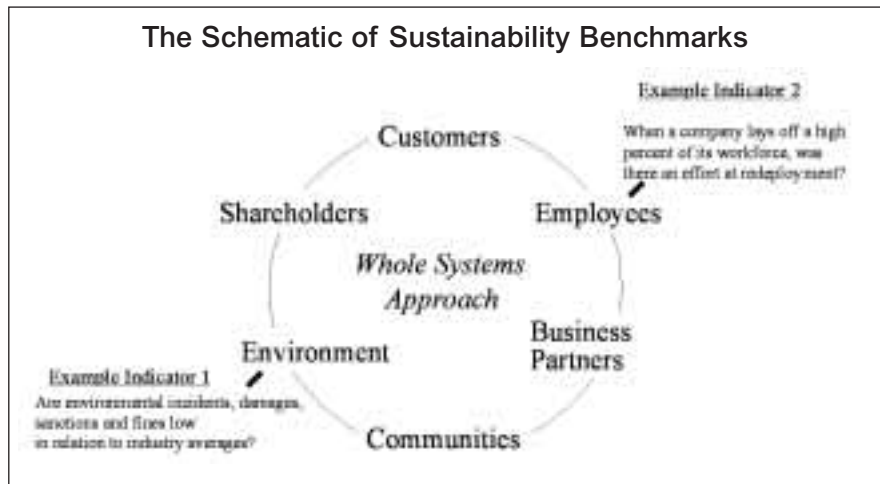 The Schematic of Sustainability Benchmarks
Example Indicator 2
When a company lays off a high
percent of its workforce, was
there an effort at redeployment?
Customers
Shareholders
Employees
Whole Systems
Approach
Business
Partners
Environment
Example Indicator 1
Are environmental incidents, damages,
sanctions and fines low
in relation to industry averages?
Communities